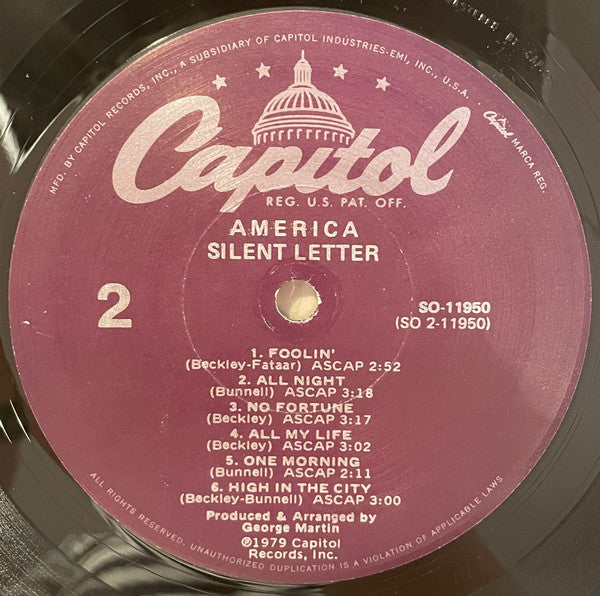 MFD. BY CAPITOL RECORDS, INC., A SUBSIDIARY OF CAPITOL INDUSTRIES-EMI, INC., U.S.A.
Capitol MARCA REG.
Capitol
REG. U.S. PAT. OFF.
AMERICA
SILENT LETTER
2
SO-11950
(SO 2-11950)
1. FOOLIN'
(Beckley-Fataar) ASCAP 2:52
2. ALL NIGHT
(Bunnell) ASCAP 3:18
3. NO FORTUNE
(Beckley) ASCAP 3:17
4. ALL MY LIFE
(Beckley) ASCAP 3:02
5. ONE MORNING
(Bunnell) ASCAP 2:11
6. HIGH IN THE CITY
(Beckley-Bunnell) ASCAP 3:00
Produced & Arranged by
George Martin
℗1979 Capitol
Records, Inc.
ALL RIGHTS RESERVED. UNAUTHORIZED DUPLICATION IS A VIOLATION OF APPLICABLE LAWS